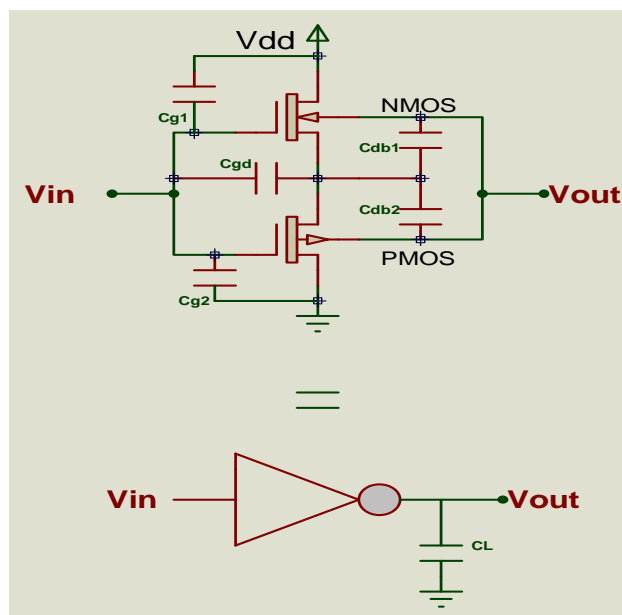 Vdd
Cg1
NMOS
Cdb1
Cgd
Vin
Vout
Cdb2
PMOS
Cg2
Vin
Vout
CL